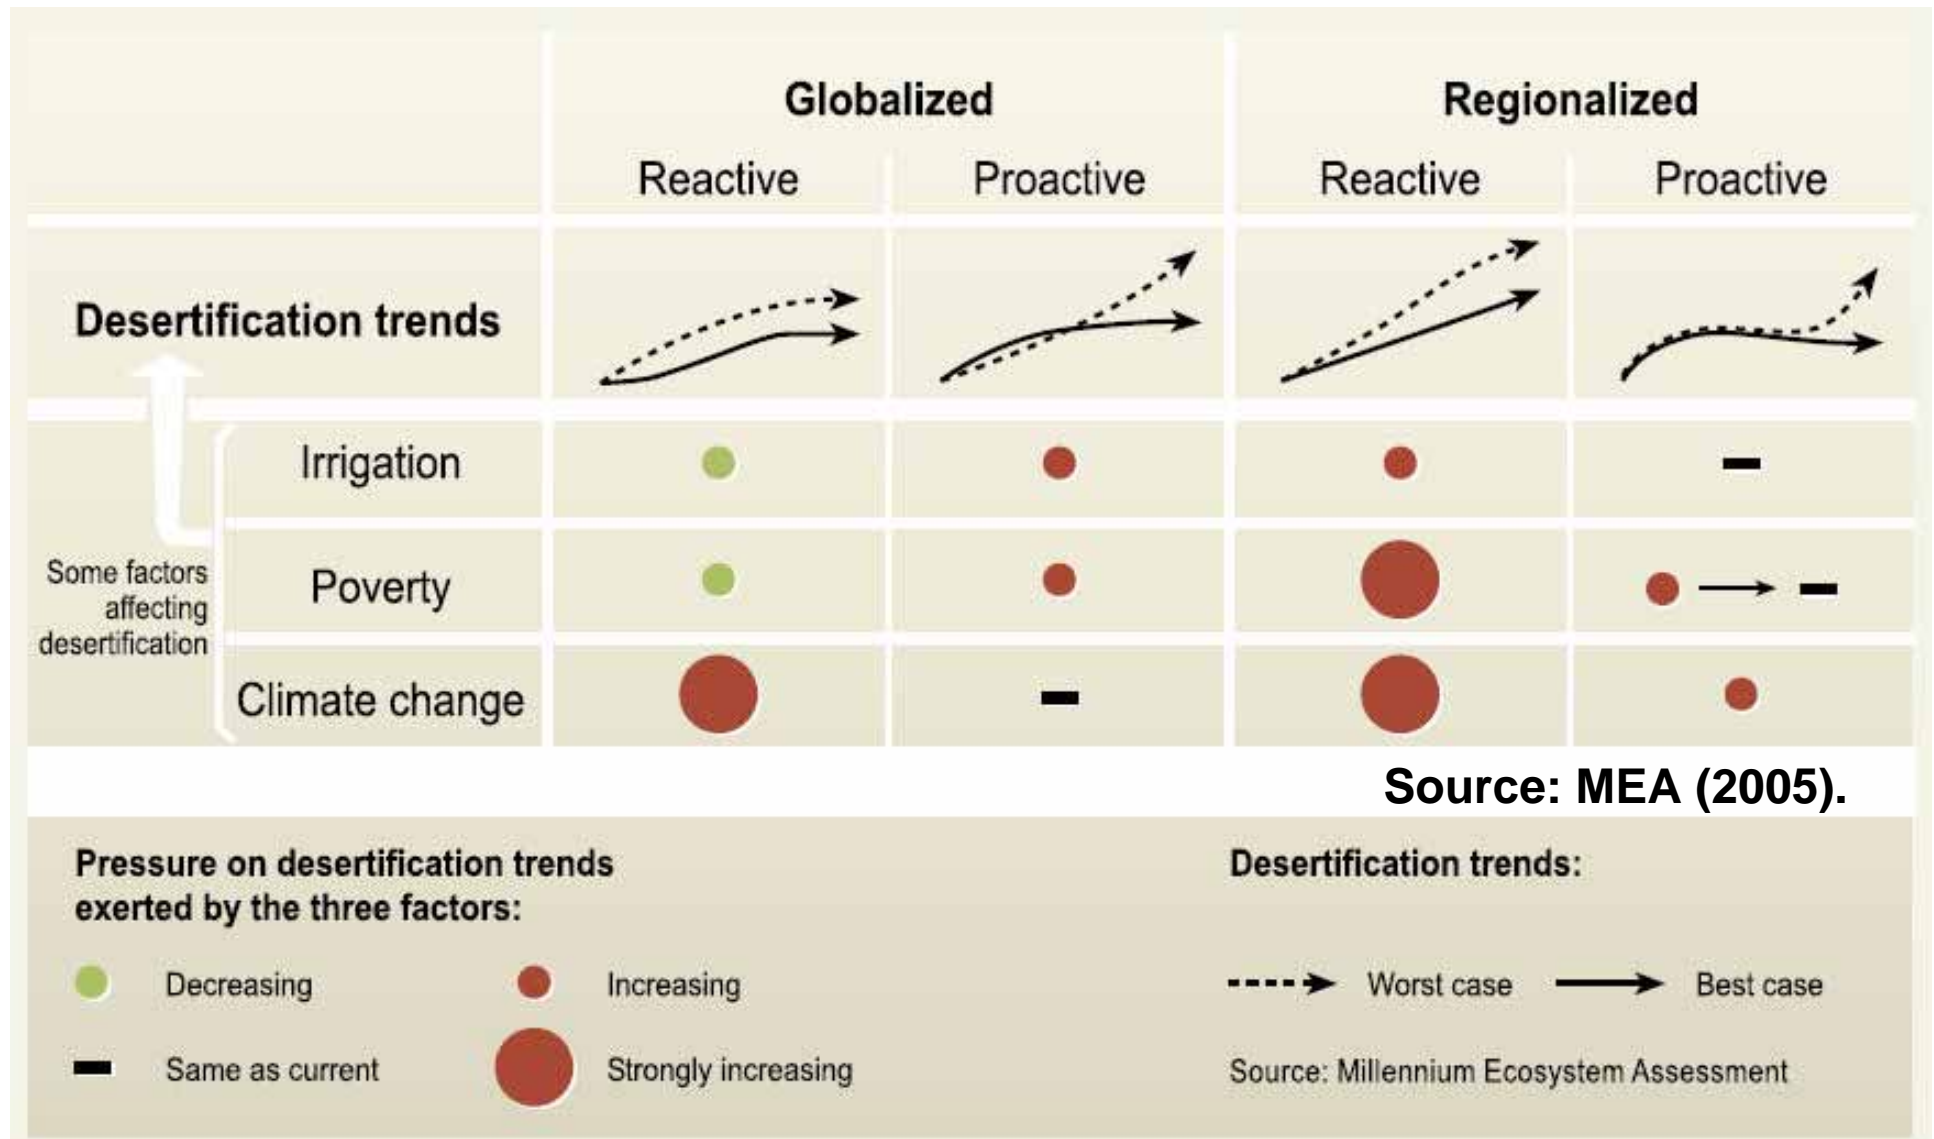 Globalized
Regionalized
Reactive
Proactive
Reactive
Proactive
Desertification trends
Irrigation
Poverty
Climate change
Some factors
affecting
desertification
Source: MEA (2005).
Pressure on desertification trends
exerted by the three factors:
Decreasing
Increasing
Same as current
Strongly increasing
Desertification trends:
Worst case
Best case
Source: Millennium Ecosystem Assessment